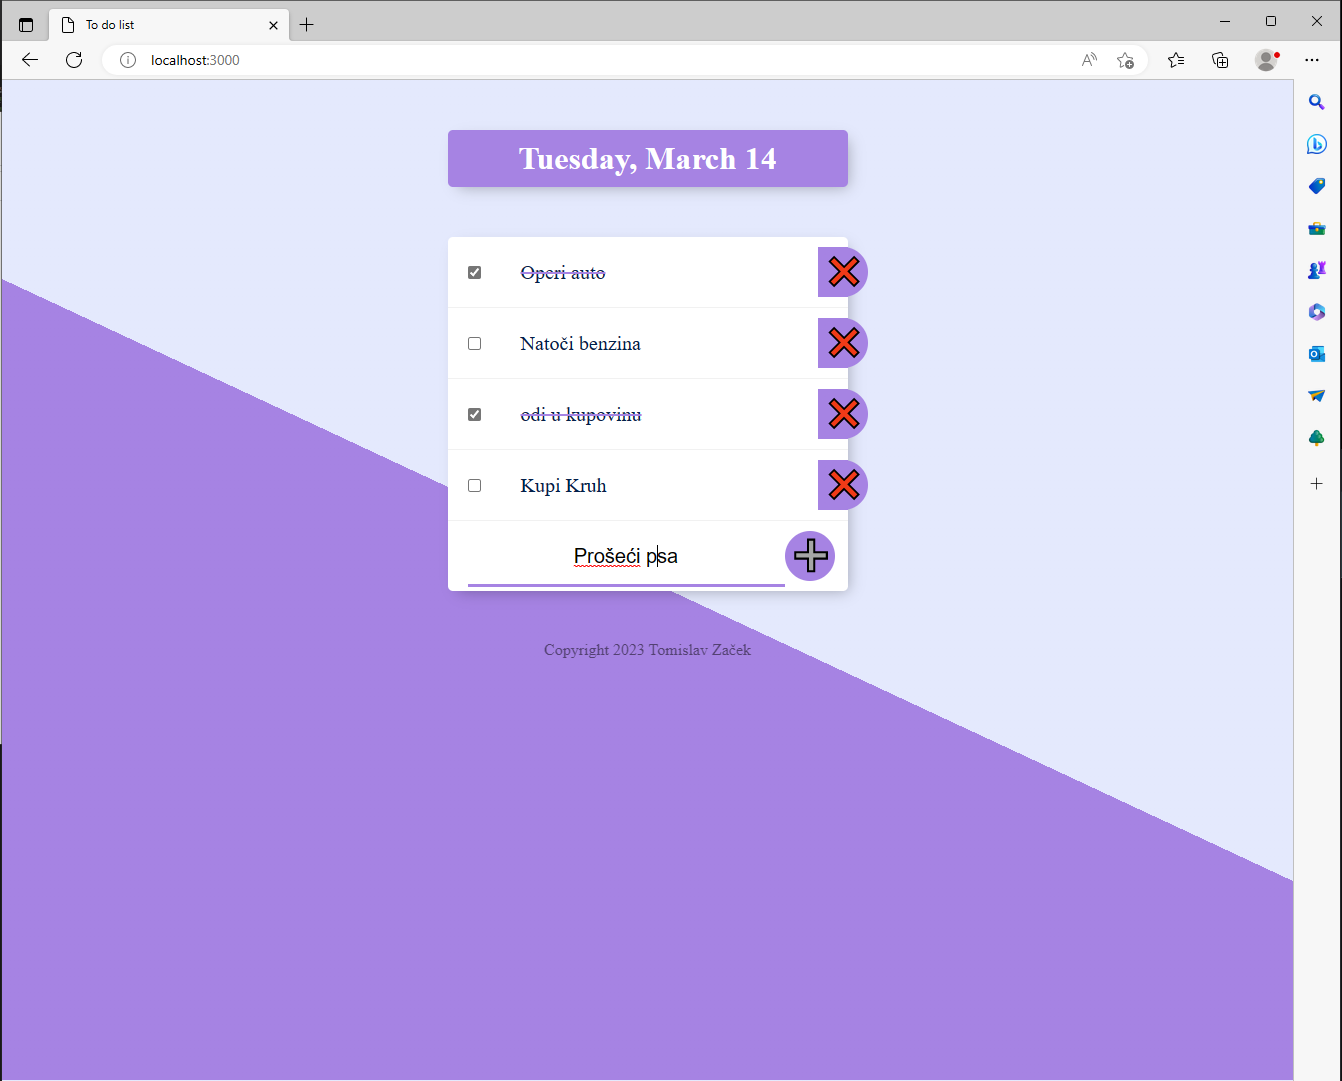 To do list
localhost:3000
Tuesday, March 14
Operi auto
Natoči benzina
odi u kupovinu
Kupi Kruh
Prošeći psa
Copyright 2023 Tomislav Začek